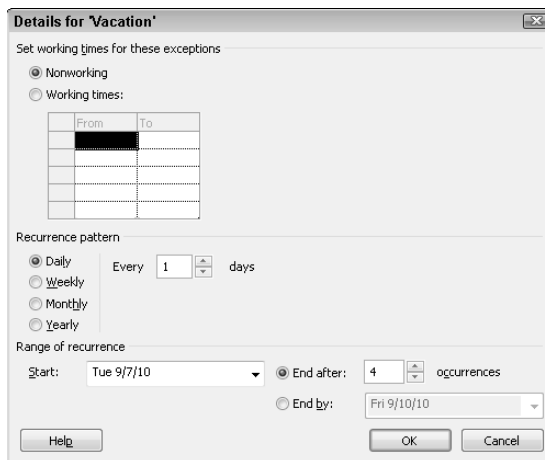 Details for 'Vacation'
Set working times for these exceptions
Nonworking
Working times:
From To
Recurrence pattern
Daily Every 1 days
Weekly
Monthly
Yearly
Range of recurrence
Start: Tue 9/7/10 End after: 4 occurrences
End by: Fri 9/10/10
Help OK Cancel